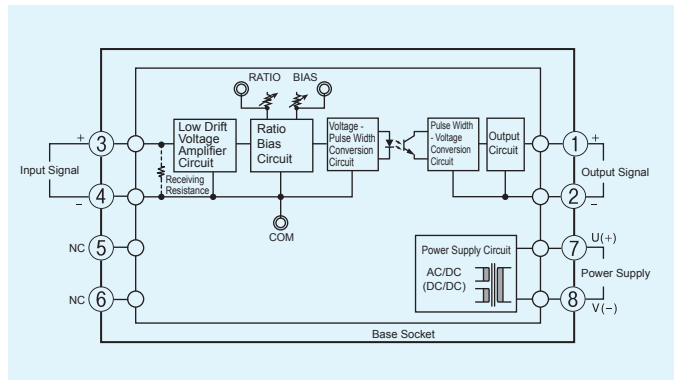 RATIO BIAS
Low Drift
Voltage
Amplifier
Circuit
Ratio
Bias
Circuit
Voltage -
Pulse Width
Conversion
Circuit
Pulse Width
- Voltage
Conversion
Circuit
Output
Circuit
+
3
Input Signal
4
−
Receiving
Resistance
COM
+
1
Output Signal
2
−
NC 5
NC 6
Power Supply Circuit
AC/DC
(DC/DC)
U(+)
7
Power Supply
8
V(−)
Base Socket